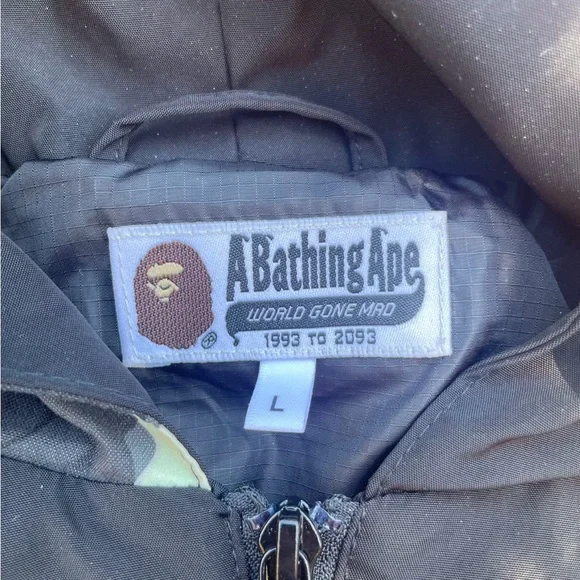 ABathingApe
WORLD GONE MAD
®
1993 TO 2093
L